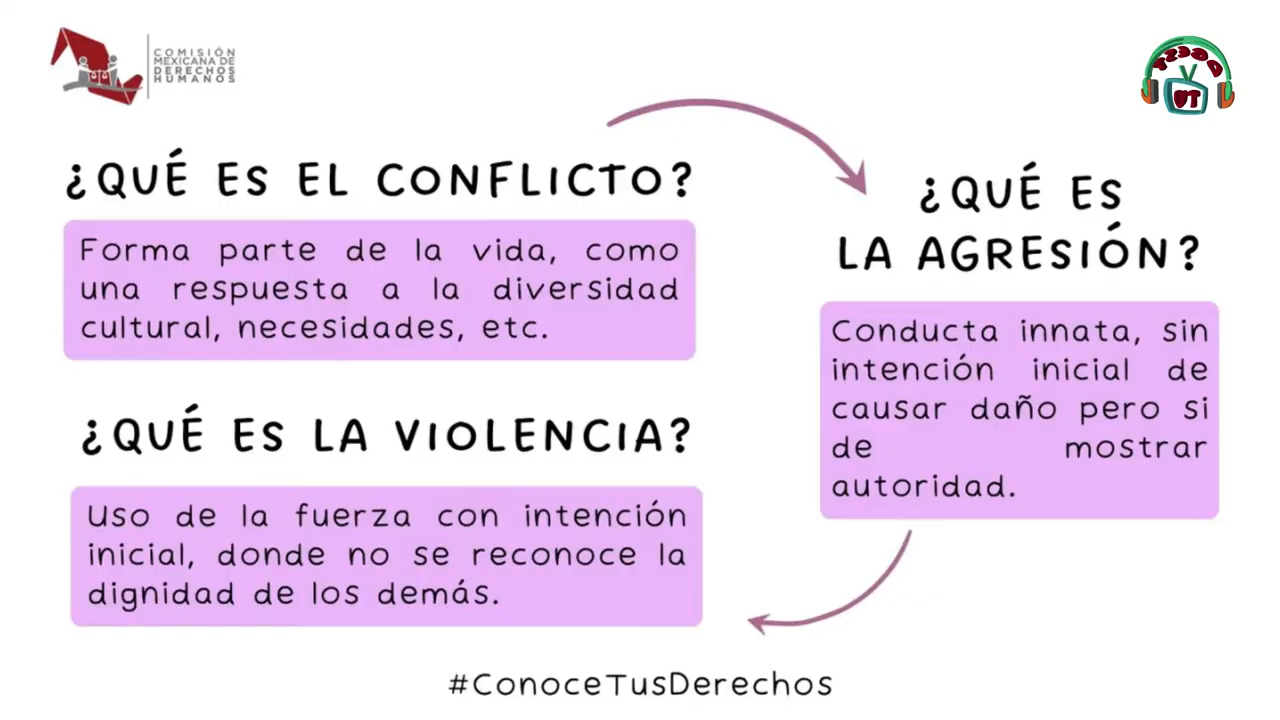 COMISIÓN
MEXICANA DE
DERECHOS
HUMANOS
¿QUÉ ES EL CONFLICTO?
Forma parte de la vida, como
una respuesta a la diversidad
cultural, necesidades, etc.
¿QUÉ ES
LA AGRESIÓN?
Conducta innata, sin
intención inicial de
causar daño pero si
de mostrar
autoridad.
¿QUÉ ES LA VIOLENCIA?
Uso de la fuerza con intención
inicial, donde no se reconoce la
dignidad de los demás.
#ConoceTusDerechos